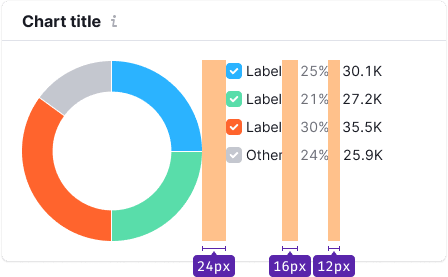 Chart title i
Label 25% 30.1K
Label 21% 27.2K
Label 30% 35.5K
Other 24% 25.9K
24px 16px 12px